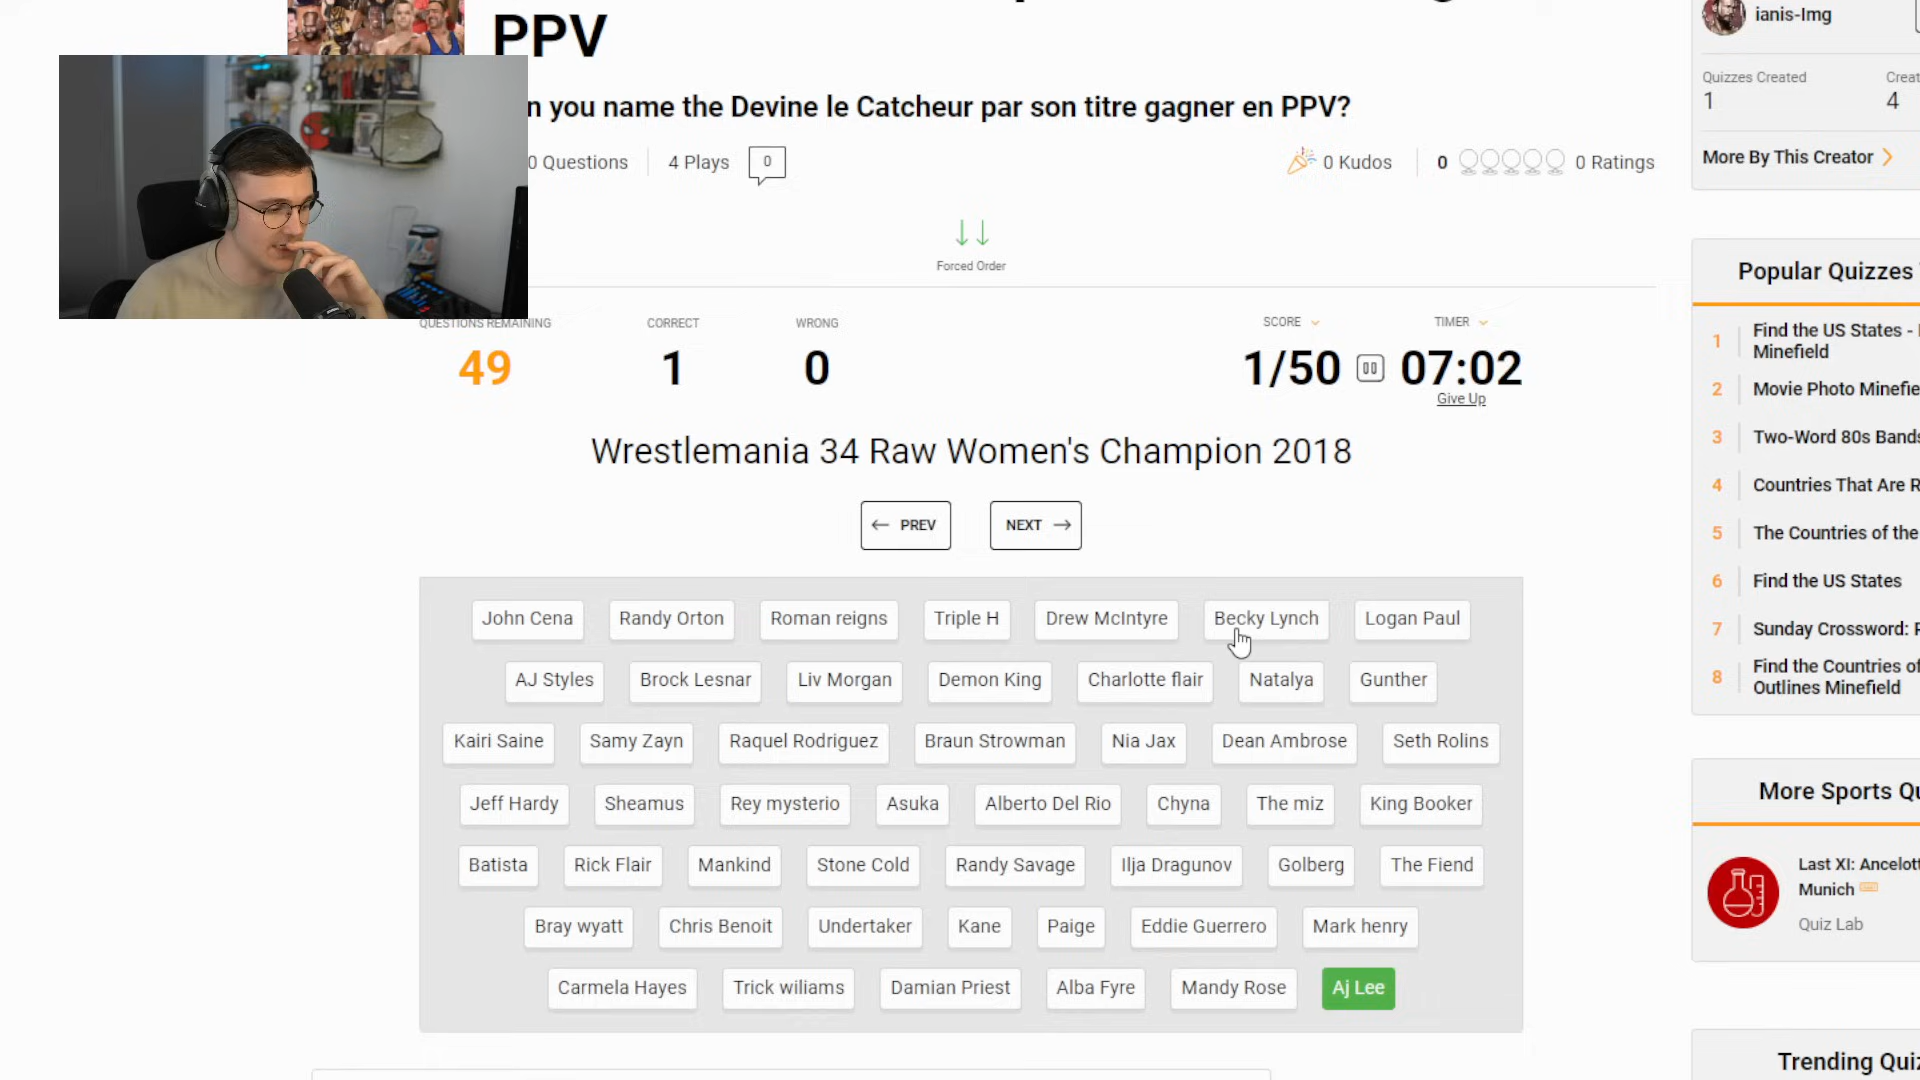 PPV
n you name the Devine le Catcheur par son titre gagner en PPV?
0 Questions
4 Plays
0
0 Kudos
0
0 Ratings
Forced Order
QUESTIONS REMAINING
CORRECT
WRONG
SCORE
TIMER
49
1
0
1/50
07:02
Give Up
Wrestlemania 34 Raw Women's Champion 2018
← PREV
NEXT →
John Cena
Randy Orton
Roman reigns
Triple H
Drew McIntyre
Becky Lynch
Logan Paul
AJ Styles
Brock Lesnar
Liv Morgan
Demon King
Charlotte flair
Natalya
Gunther
Kairi Saine
Samy Zayn
Raquel Rodriguez
Braun Strowman
Nia Jax
Dean Ambrose
Seth Rolins
Jeff Hardy
Sheamus
Rey mysterio
Asuka
Alberto Del Rio
Chyna
The miz
King Booker
Batista
Rick Flair
Mankind
Stone Cold
Randy Savage
Ilja Dragunov
Golberg
The Fiend
Bray wyatt
Chris Benoit
Undertaker
Kane
Paige
Eddie Guerrero
Mark henry
Carmela Hayes
Trick wiliams
Damian Priest
Alba Fyre
Mandy Rose
Aj Lee
ianis-lmg
Quizzes Created
Creat
1
4
More By This Creator
Popular Quizzes
1 Find the US States -
Minefield
2 Movie Photo Minefie
3 Two-Word 80s Bands
4 Countries That Are R
5 The Countries of the
6 Find the US States
7 Sunday Crossword:
8 Find the Countries of
Outlines Minefield
More Sports Qu
Last XI: Ancelott
Munich
Quiz Lab
Trending Quiz